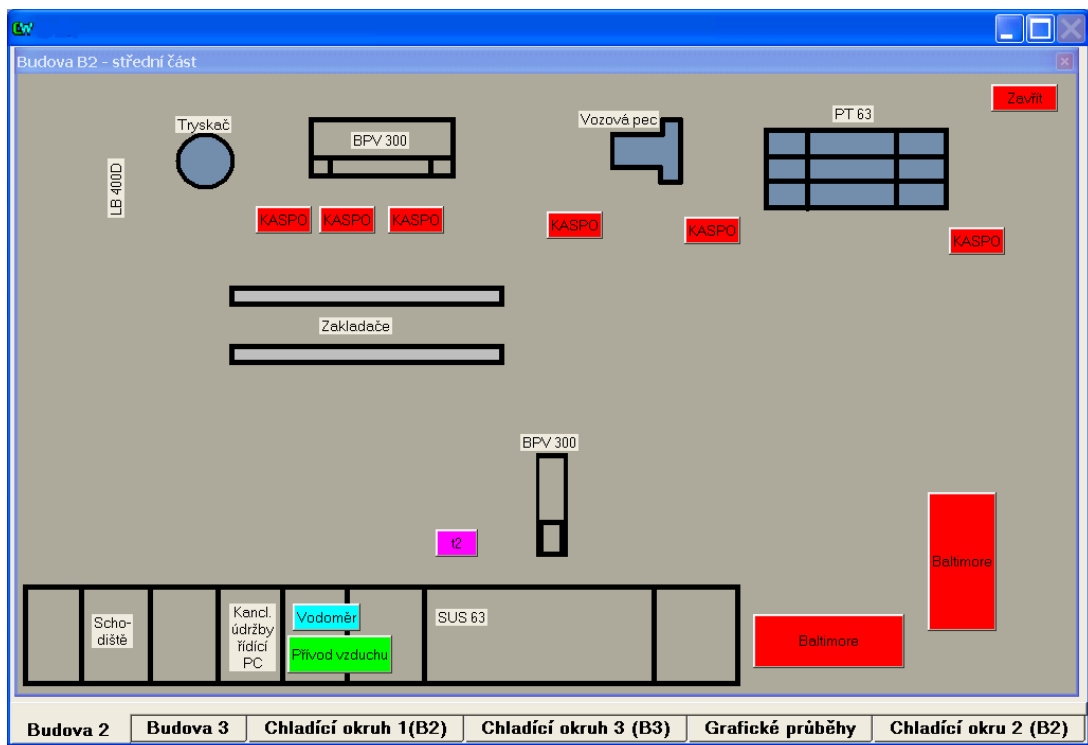 Budova B2 - střední část
Zavřít
Tryskač
BPV 300
Vozová pec
PT 63
LB 400D
KASPO
KASPO
KASPO
KASPO
KASPO
KASPO
Zakladače
BPV 300
t2
Baltimore
Scho-
diště
Kancl.
údržby
řídící
PC
Vodoměr
Přívod vzduchu
SUS 63
Baltimore
Budova 2
Budova 3
Chladící okruh 1(B2)
Chladící okruh 3 (B3)
Grafické průběhy
Chladící okru 2 (B2)